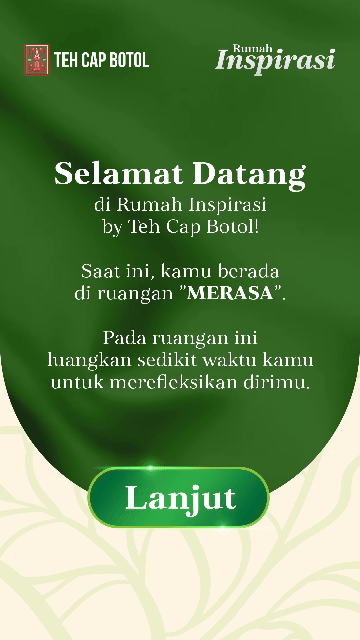 TEH CAP BOTOL
Rumah
Inspirasi
Selamat Datang
di Rumah Inspirasi
by Teh Cap Botol!
Saat ini, kamu berada
di ruangan "MERASA".
Pada ruangan ini
luangkan sedikit waktu kamu
untuk merefleksikan dirimu.
Lanjut